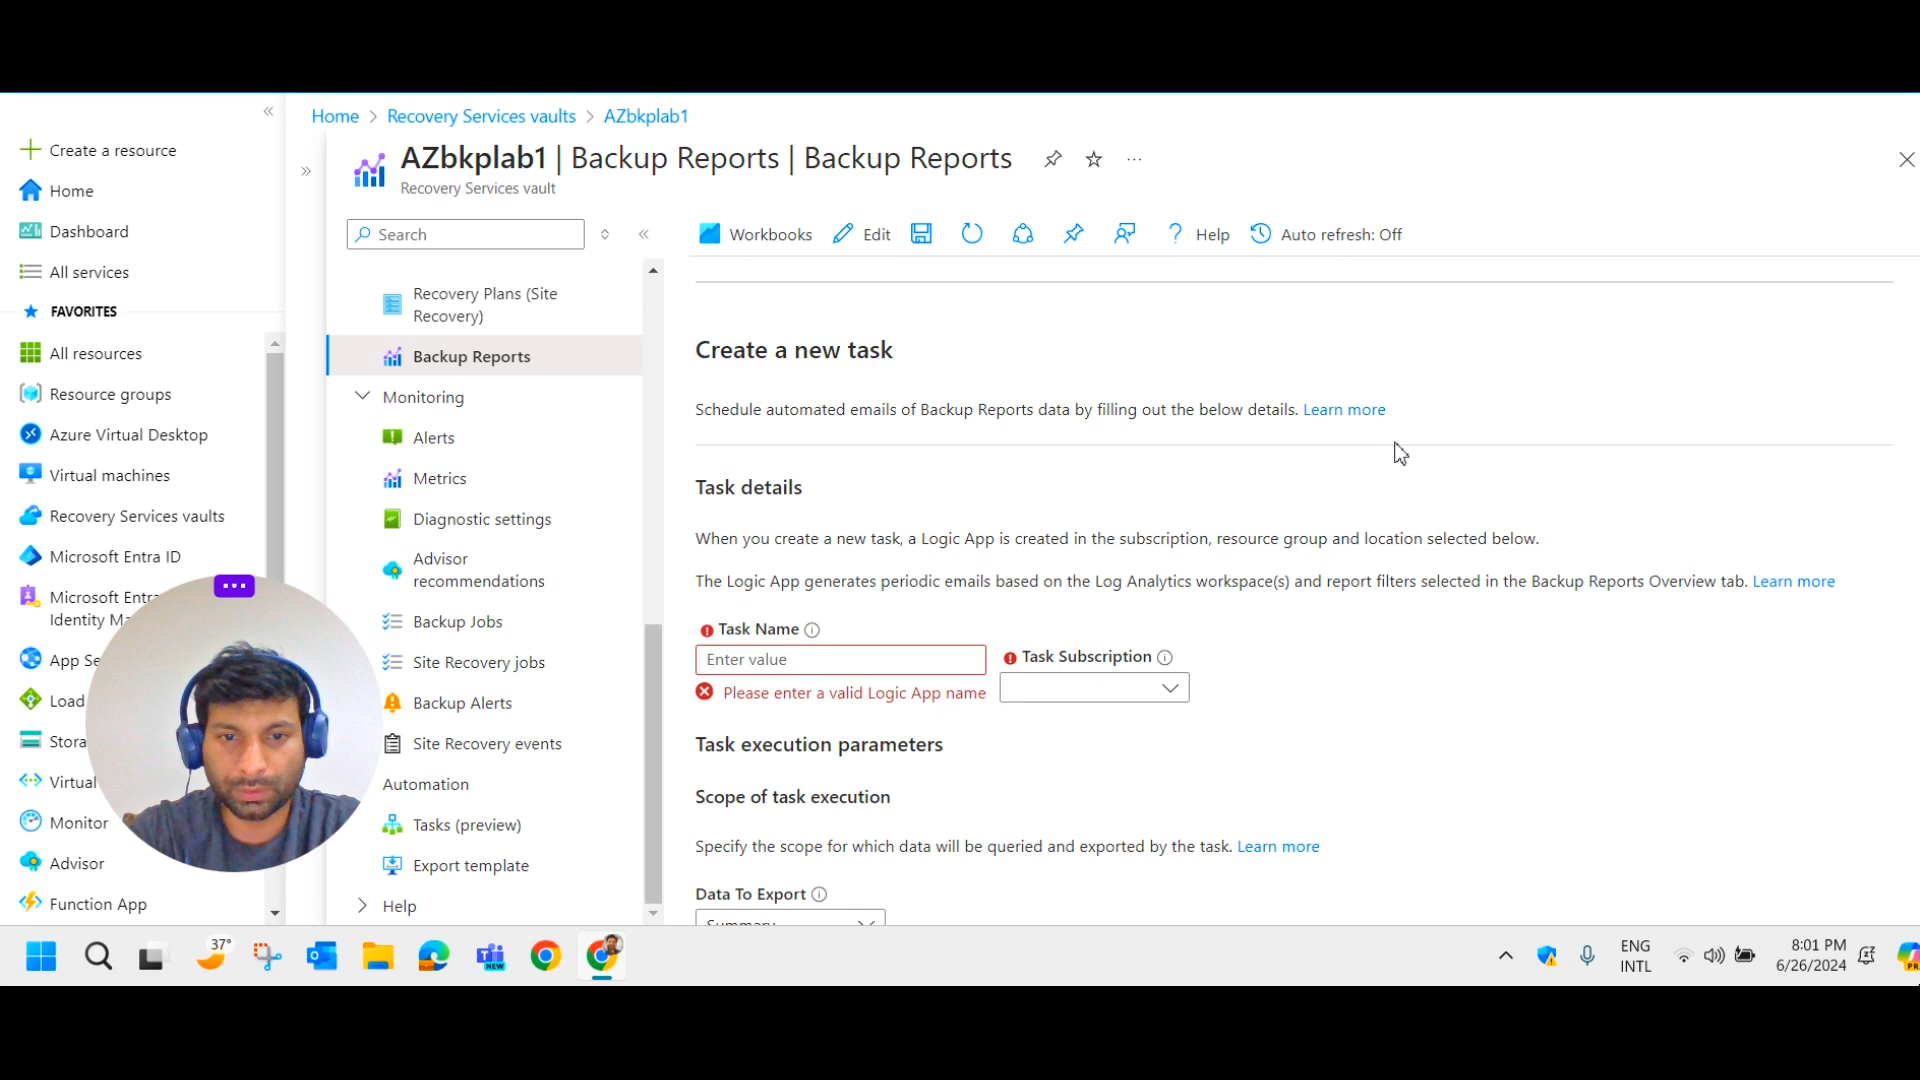 Home > Recovery Services vaults > AZbkplab1
Create a resource
Home
Dashboard
All services
FAVORITES
All resources
Resource groups
Azure Virtual Desktop
Virtual machines
Recovery Services vaults
Microsoft Entra ID
Microsoft Entra
Identity M
App Se
Load
Stora
Virtual
Monitor
Advisor
Function App
AZbkplab1 | Backup Reports | Backup Reports
Recovery Services vault
Search
Recovery Plans (Site
Recovery)
Backup Reports
Monitoring
Alerts
Metrics
Diagnostic settings
Advisor
recommendations
Backup Jobs
Site Recovery jobs
Backup Alerts
Site Recovery events
Automation
Tasks (preview)
Export template
Help
Workbooks Edit Help Auto refresh: Off
Create a new task
Schedule automated emails of Backup Reports data by filling out the below details. Learn more
Task details
When you create a new task, a Logic App is created in the subscription, resource group and location selected below.
The Logic App generates periodic emails based on the Log Analytics workspace(s) and report filters selected in the Backup Reports Overview tab. Learn more
Task Name
Enter value
Please enter a valid Logic App name
Task Subscription
Task execution parameters
Scope of task execution
Specify the scope for which data will be queried and exported by the task. Learn more
Data To Export
Summary
37°
NEW
ENG
INTL
8:01 PM
6/26/2024